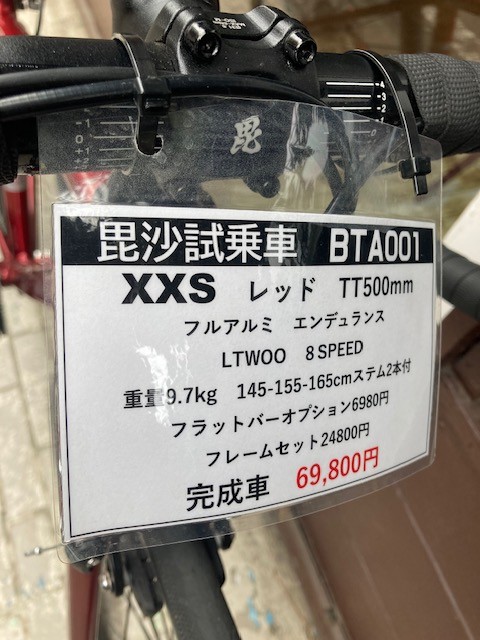 毘
毘沙試乗車 BTA001
XXS レッド TT500mm
フルアルミ エンデュランス
LTWOO 8SPEED
重量9.7kg 145-155-165cmステム2本付
フラットバーオプション6980円
フレームセット24800円
完成車 69,800円